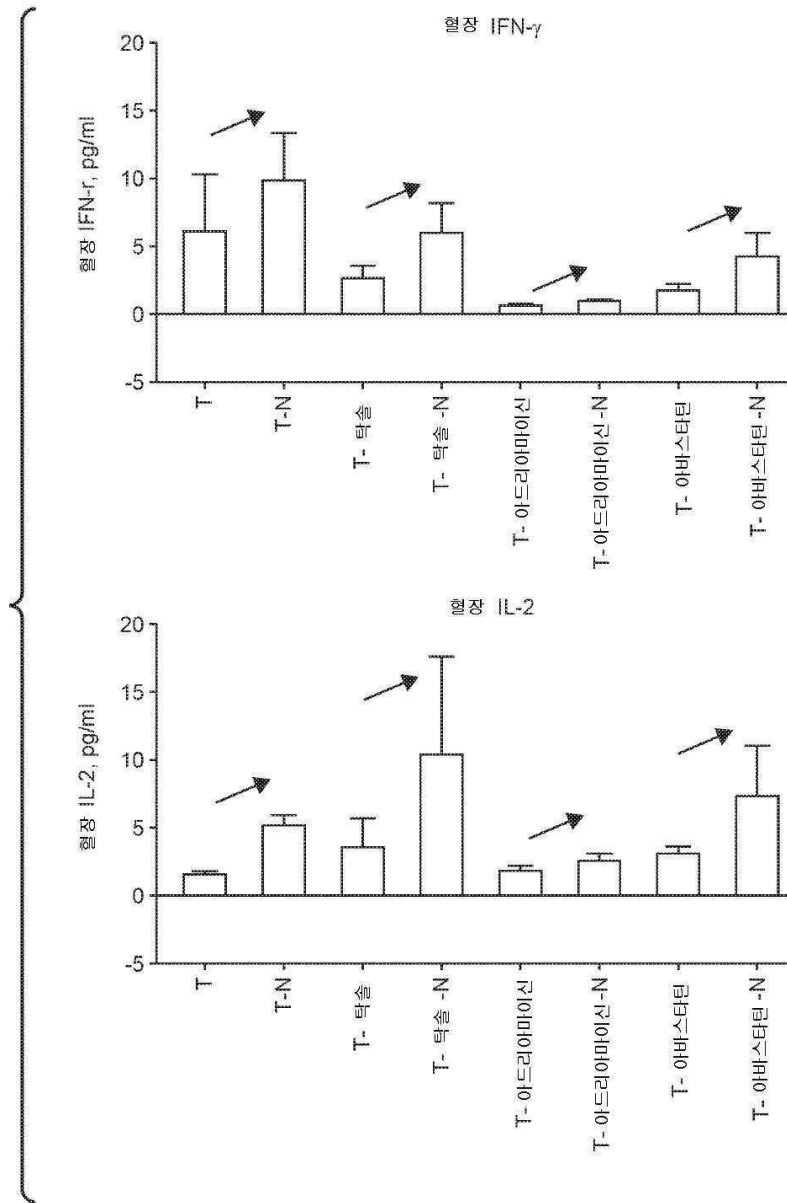 혈장 IFN-γ
혈장 IFN-r, pg/ml
20
15
10
5
0
-5
T
T-N
T- 탁솔
T- 탁솔 -N
T- 아드리아마이신
T- 아드리아마이신 -N
T- 아바스타틴
T- 아바스타틴 -N
혈장 IL-2
혈장 IL-2, pg/ml
20
15
10
5
0
-5
T
T-N
T- 탁솔
T- 탁솔 -N
T- 아드리아마이신
T- 아드리아마이신 -N
T- 아바스타틴
T- 아바스타틴 -N